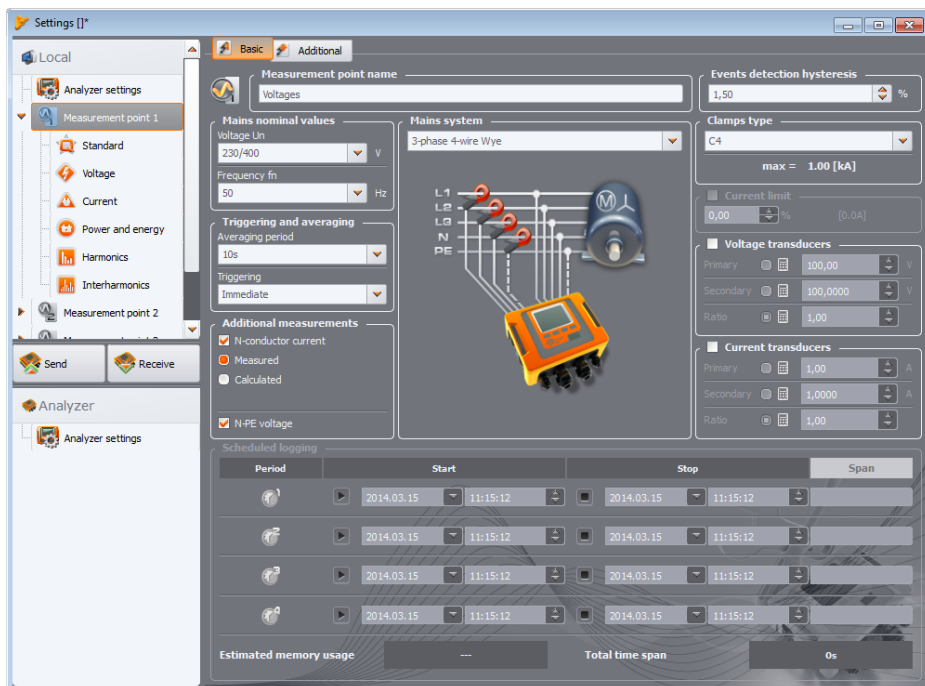 Settings []*
Local
Analyzer settings
Measurement point 1
Standard
Voltage
Current
Power and energy
Harmonics
Interharmonics
Measurement point 2
Send
Receive
Analyzer
Analyzer settings
Basic
Additional
Measurement point name
Voltages
Events detection hysteresis
1,50 %
Mains nominal values
Voltage Un
230/400 V
Frequency fn
50 Hz
Triggering and averaging
Averaging period
10s
Triggering
Immediate
Additional measurements
N-conductor current
Measured
Calculated
N-PE voltage
Mains system
3-phase 4-wire Wye
L1
L2
L3
N
PE
M
Clamps type
C4
max = 1.00 [kA]
Current limit
0,00 % [0.0A]
Voltage transducers
Primary 100,00 V
Secondary 100,0000 V
Ratio 1,00
Current transducers
Primary 1,00 A
Secondary 1,0000 A
Ratio 1,00
Scheduled logging
Period Start Stop Span
1 2014.03.15 11:15:12 2014.03.15 11:15:12
2 2014.03.15 11:15:12 2014.03.15 11:15:12
3 2014.03.15 11:15:12 2014.03.15 11:15:12
4 2014.03.15 11:15:12 2014.03.15 11:15:12
Estimated memory usage --- Total time span 0s